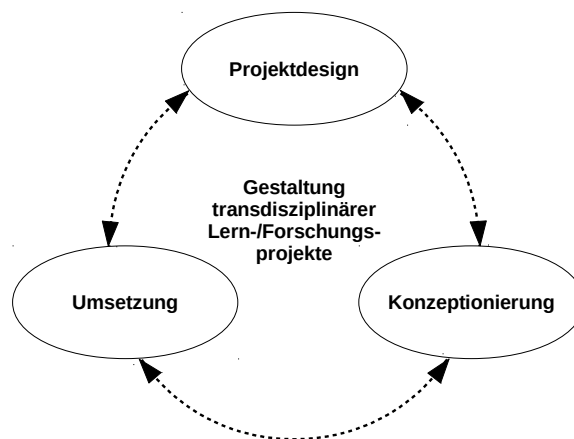 Projektdesign
Gestaltung
transdisziplinärer
Lern-/Forschungs-
projekte
Umsetzung
Konzeptionierung